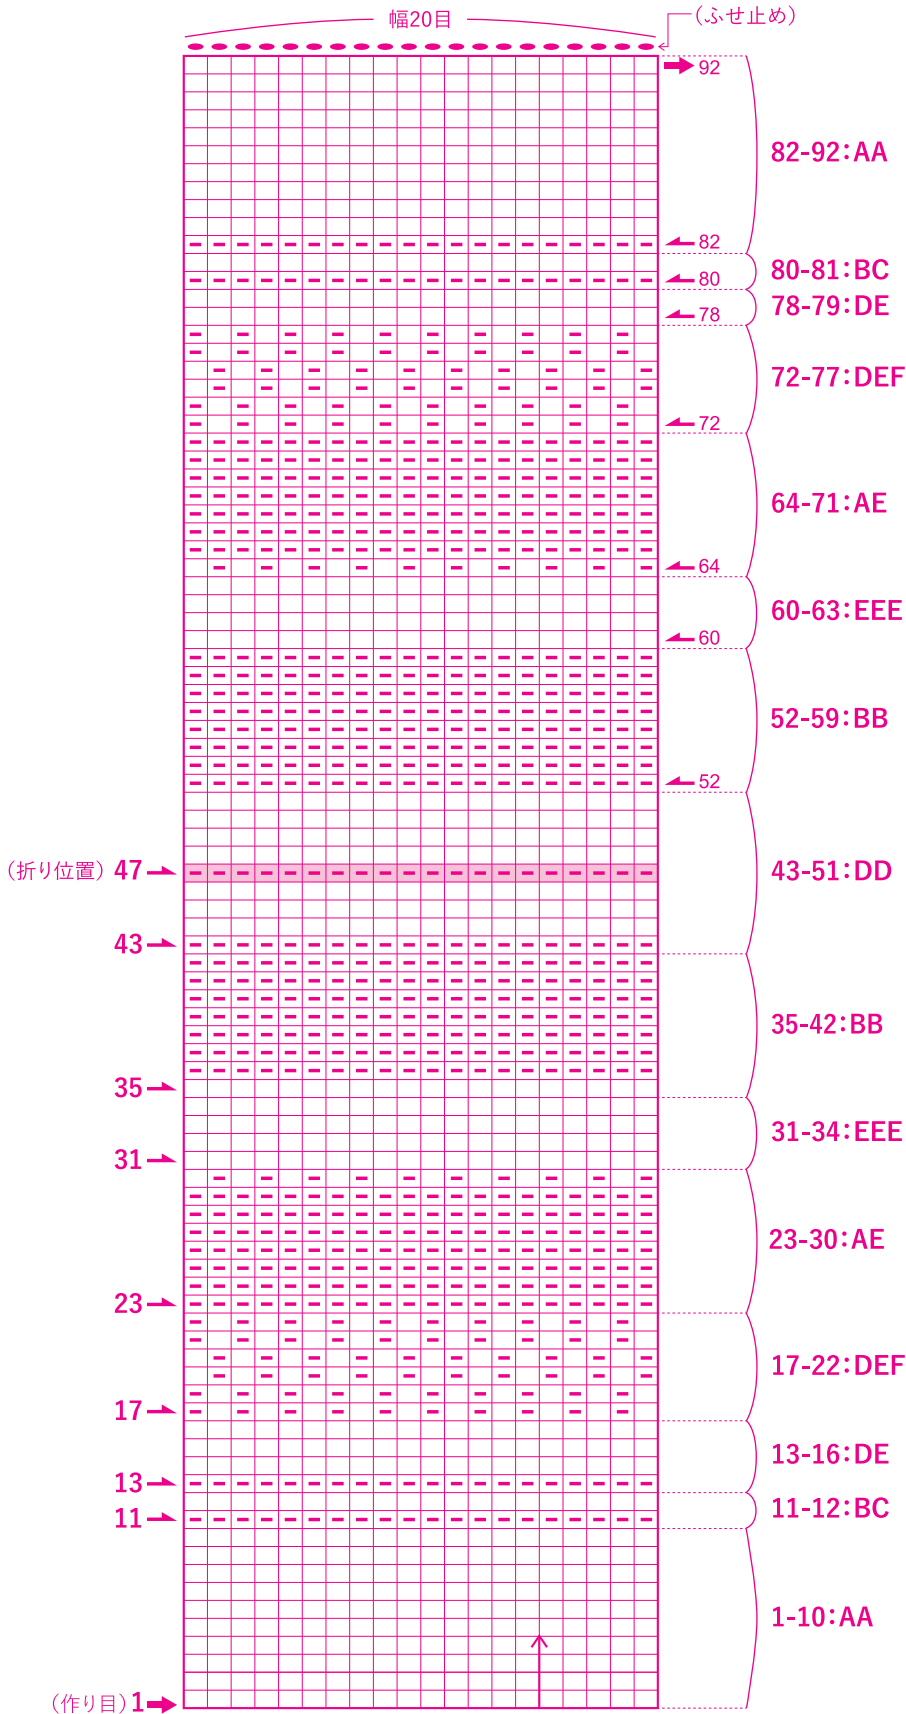 幅20目
(ふせ止め)
92
82-92:AA
82
80-81:BC
80
78-79:DE
78
72-77:DEF
72
64-71:AE
64
60-63:EEE
60
52-59:BB
52
(折り位置) 47
43-51:DD
43
35-42:BB
35
31-34:EEE
31
23-30:AE
23
17-22:DEF
17
13-16:DE
13
11-12:BC
11
1-10:AA
(作り目) 1